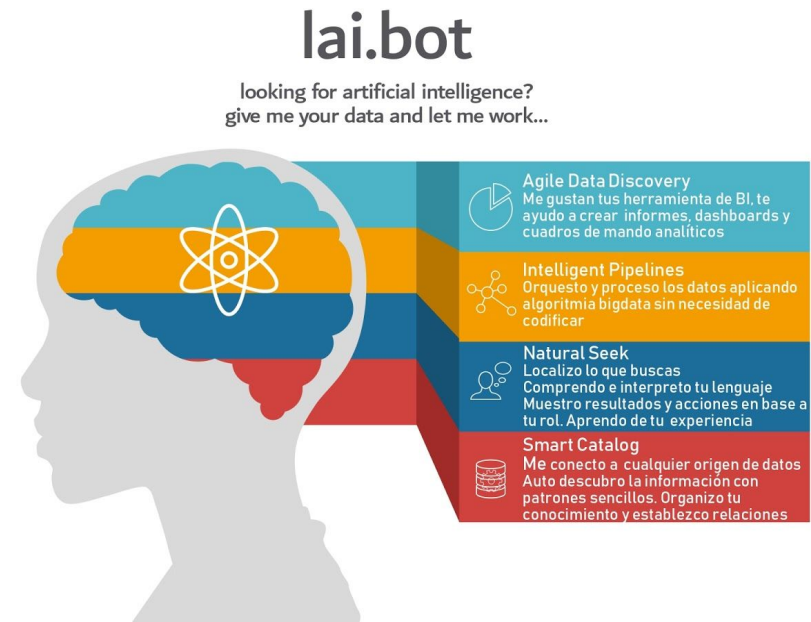 lai.bot
looking for artificial intelligence?
give me your data and let me work...
Agile Data Discovery
Me gustan tus herramienta de BI, te
ayudo a crear informes, dashboards y
cuadros de mando analíticos
Intelligent Pipelines
Orquesto y proceso los datos aplicando
algoritmia bigdata sin necesidad de
codificar
Natural Seek
Localizo lo que buscas
Comprendo e interpreto tu lenguaje
Muestro resultados y acciones en base a
tu rol. Aprendo de tu experiencia
Smart Catalog
Me conecto a cualquier origen de datos
Auto descubro la información con
patrones sencillos. Organizo tu
conocimiento y establezco relaciones